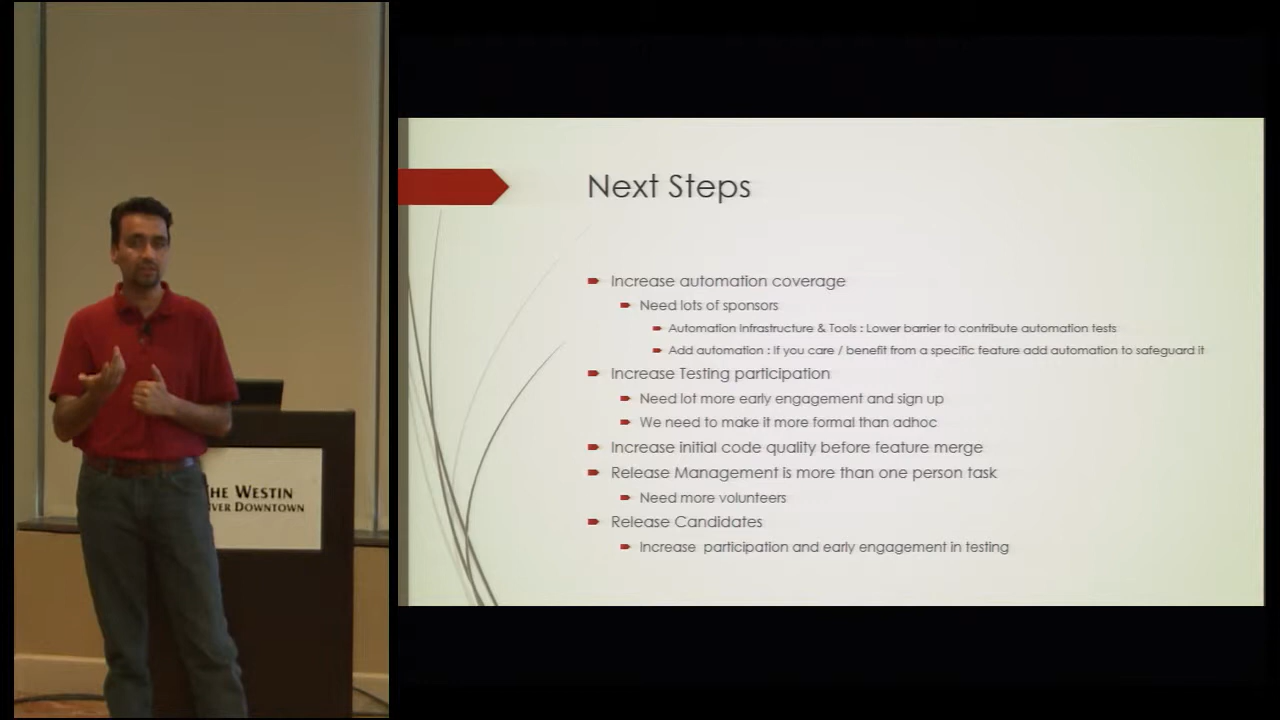 Next Steps
Increase automation coverage
Need lots of sponsors
Automation Infrastructure & Tools : Lower barrier to contribute automation tests
Add automation : If you care / benefit from a specific feature add automation to safeguard it
Increase Testing participation
Need lot more early engagement and sign up
We need to make it more formal than adhoc
Increase initial code quality before feature merge
Release Management is more than one person task
Need more volunteers
Release Candidates
Increase participation and early engagement in testing
HE WESTIN
VER DOWNTOWN